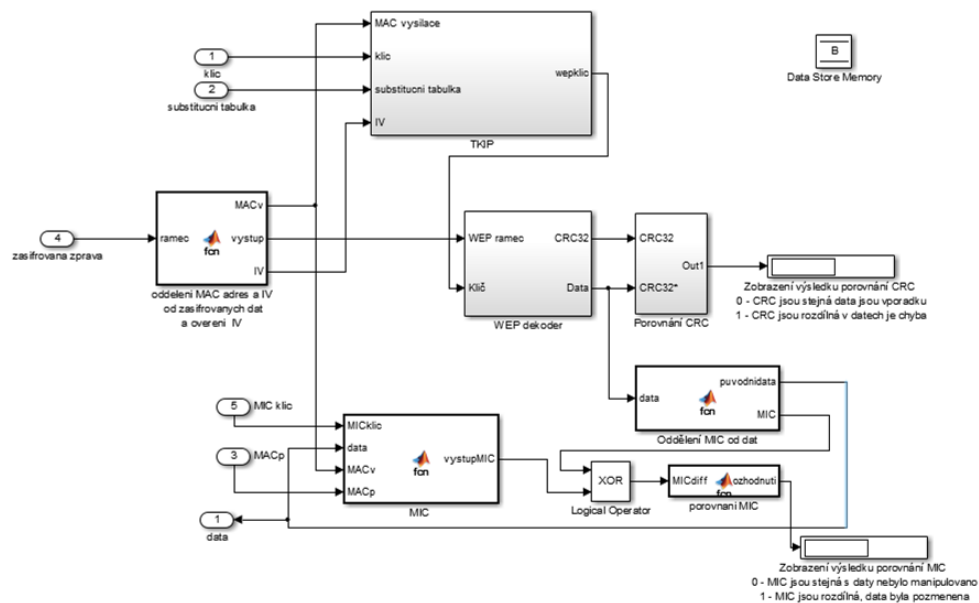 MAC vysilace
klic
substitucni tabulka
IV
wepklic
TKIP
1
klic
2
substitucni tabulka
B
Data Store Memory
4
zasifrovana zprava
ramec
fcn
MACv
vystup
IV
oddeleni MAC adres a IV
od zasifrovanych dat
a overeni IV
WEP ramec
Klič
CRC32
Data
WEP dekoder
CRC32
CRC32*
Out1
Porovnání CRC
Zobrazení výsledku porovnání CRC
0 - CRC jsou stejná data jsou vporadku
1 - CRC jsou rozdílná v datech je chyba
data
fcn
puvodnidata
MIC
Oddělení MIC od dat
5
MIC klic
3
MACp
1
data
MICklic
data
MACv
MACp
fcn
vystupMIC
MIC
XOR
Logical Operator
MICdiff
fcn
ozhodnuti
porovnani MIC
Zobrazení výsledku porovnání MIC
0 - MIC jsou stejná s daty nebylo manipulovano
1 - MIC jsou rozdílná, data byla pozmenena